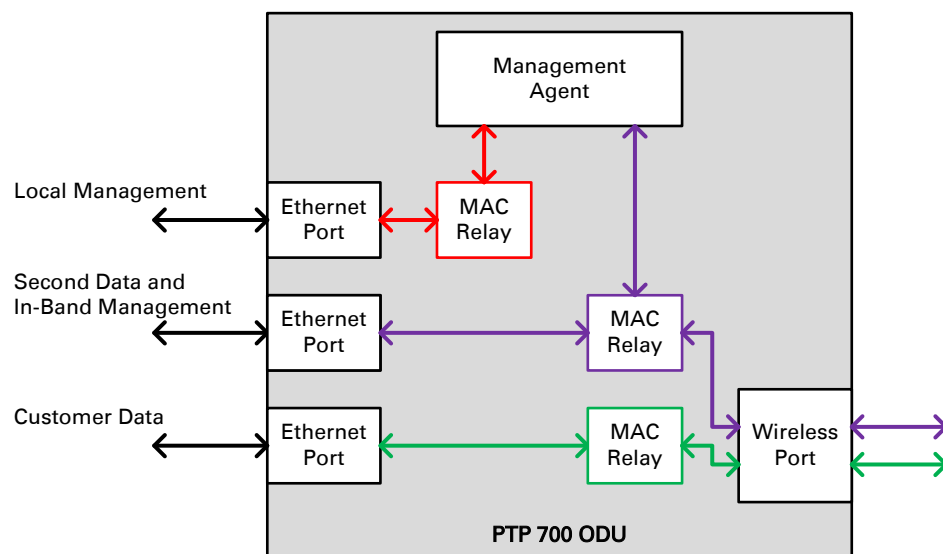 Management
Agent
Local Management
Ethernet
Port
MAC
Relay
Second Data and
In-Band Management
Ethernet
Port
MAC
Relay
Customer Data
Ethernet
Port
MAC
Relay
Wireless
Port
PTP 700 ODU